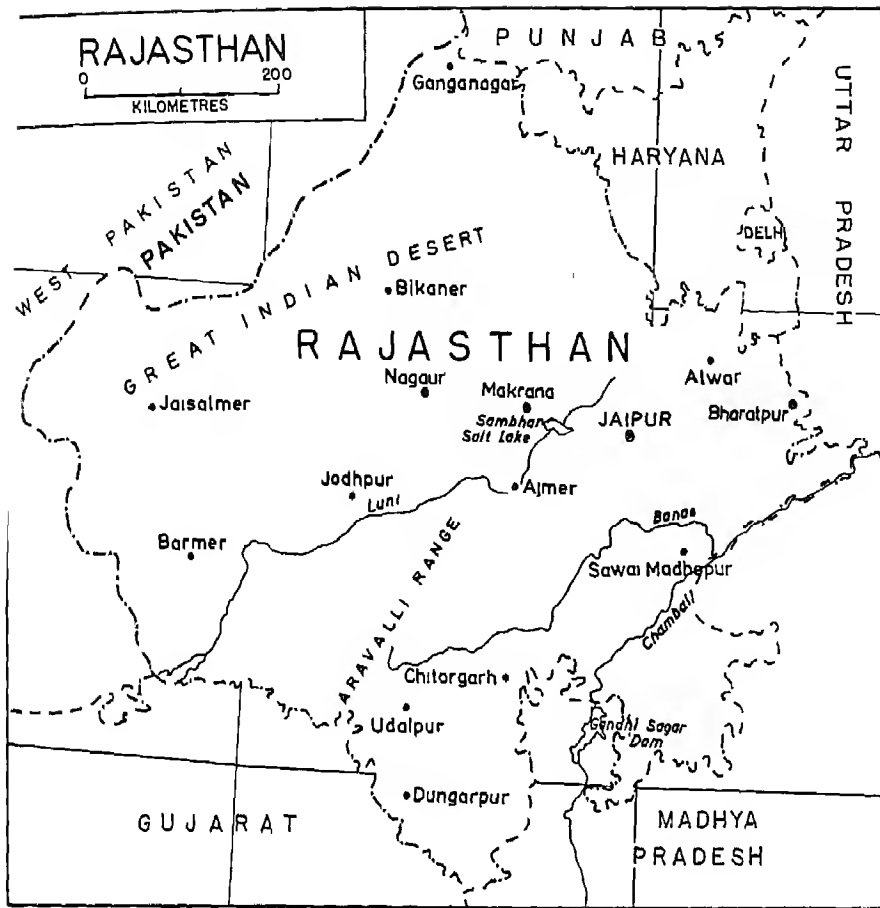 RAJASTHAN
0 200
KILOMETRES
PUNJAB
Ganganagar
UTTAR PRADESH
HARYANA
WEST PAKISTAN
PAKISTAN
DELH
GREAT INDIAN DESERT
Bikaner
RAJASTHAN
Alwar
Nagaur
Makrana
Jaisalmer
Sambhar
Salt Lake
JAIPUR
Bharatpur
Jodhpur
Luni
Ajmer
Banas
Barmer
Sawai Madhopur
ARAVALLI RANGE
Chamball
Chitorgarh
Udaipur
Gandhi Sagar
Dam
Dungarpur
GUJARAT
MADHYA
PRADESH